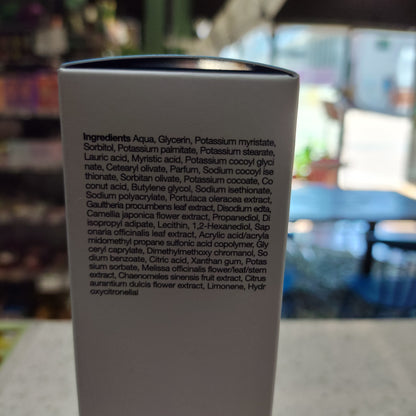 Ingredients Aqua, Glycerin, Potassium myristate,
Sorbitol, Potassium palmitate, Potassium stearate,
Lauric acid, Myristic acid, Potassium cocoyl glyci
nate, Cetearyl olivate, Parfum, Sodium cocoyl ise
thionate, Sorbitan olivate, Potassium cocoate, Co
conut acid, Butylene glycol, Sodium isethionate,
Sodium polyacrylate, Portulaca oleracea extract,
Gaultheria procumbens leaf extract, Disodium edta,
Camellia japonica flower extract, Propanediol, Di
isopropyl adipate, Lecithin, 1,2-Hexanediol, Sap
onaria officinalis leaf extract, Acrylic acid/acryla
midomethyl propane sulfonic acid copolymer, Gly
ceryl caprylate, Dimethylmethoxy chromanol, So
dium benzoate, Citric acid, Xanthan gum, Potas
sium sorbate, Melissa officinalis flower/leaf/stem
extract, Chaenomeles sinensis fruit extract, Citrus
aurantium dulcis flower extract, Limonene, Hydr
oxycitronellal